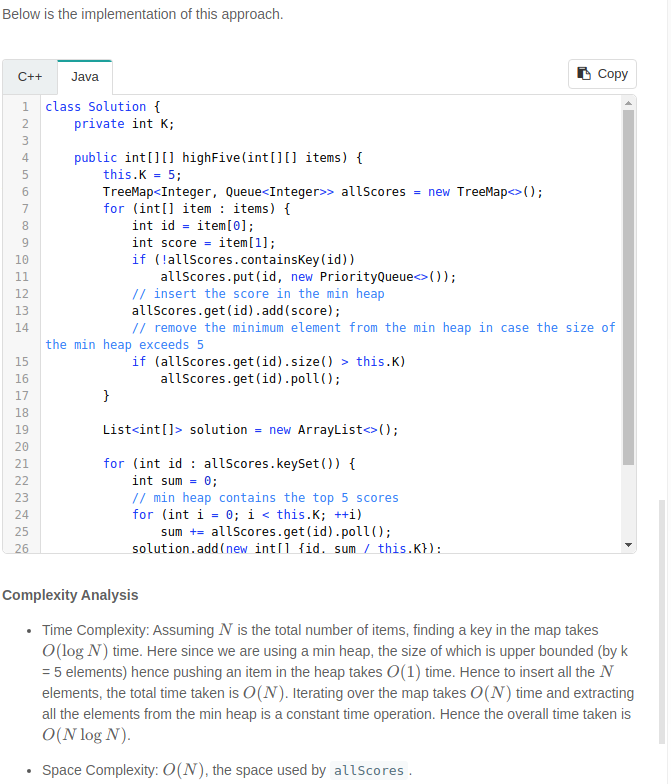 Below is the implementation of this approach.
C++
Java
Copy
1 class Solution {
2 private int K;
3
4 public int[][] highFive(int[][] items) {
5 this.K = 5;
6 TreeMap<Integer, Queue<Integer>> allScores = new TreeMap<>();
7 for (int[] item : items) {
8 int id = item[0];
9 int score = item[1];
10 if (!allScores.containsKey(id))
11 allScores.put(id, new PriorityQueue<>());
12 // insert the score in the min heap
13 allScores.get(id).add(score);
14 // remove the minimum element from the min heap in case the size of
the min heap exceeds 5
15 if (allScores.get(id).size() > this.K)
16 allScores.get(id).poll();
17 }
18
19 List<int[]> solution = new ArrayList<>();
20
21 for (int id : allScores.keySet()) {
22 int sum = 0;
23 // min heap contains the top 5 scores
24 for (int i = 0; i < this.K; ++i)
25 sum += allScores.get(id).poll();
26 solution.add(new int[] {id, sum / this.K});
Complexity Analysis
• Time Complexity: Assuming N is the total number of items, finding a key in the map takes
O(log N) time. Here since we are using a min heap, the size of which is upper bounded (by k
= 5 elements) hence pushing an item in the heap takes O(1) time. Hence to insert all the N
elements, the total time taken is O(N). Iterating over the map takes O(N) time and extracting
all the elements from the min heap is a constant time operation. Hence the overall time taken is
O(N log N).
• Space Complexity: O(N), the space used by allScores .